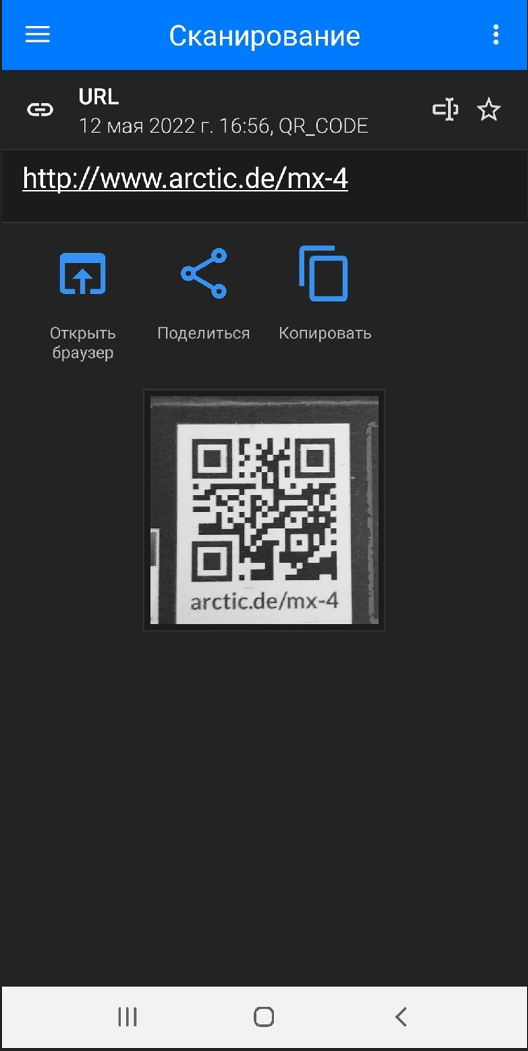 Сканирование
URL
12 мая 2022 г. 16:56, QR_CODE
http://www.arctic.de/mx-4
Открыть
браузер
Поделиться
Копировать
arctic.de/mx-4